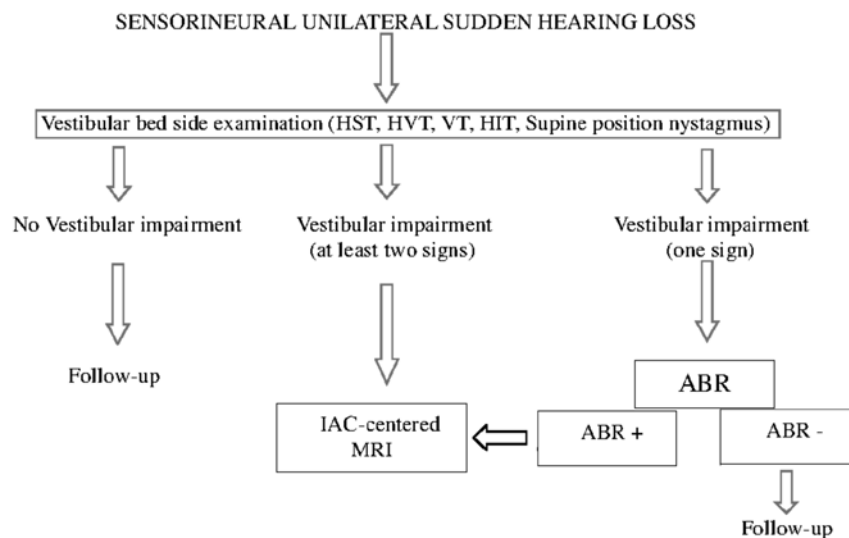 SENSORINEURAL UNILATERAL SUDDEN HEARING LOSS
Vestibular bed side examination (HST, HVT, VT, HIT, Supine position nystagmus)
No Vestibular impairment
Vestibular impairment
(at least two signs)
Vestibular impairment
(one sign)
Follow-up
ABR
IAC-centered
MRI
ABR +
ABR -
Follow-up